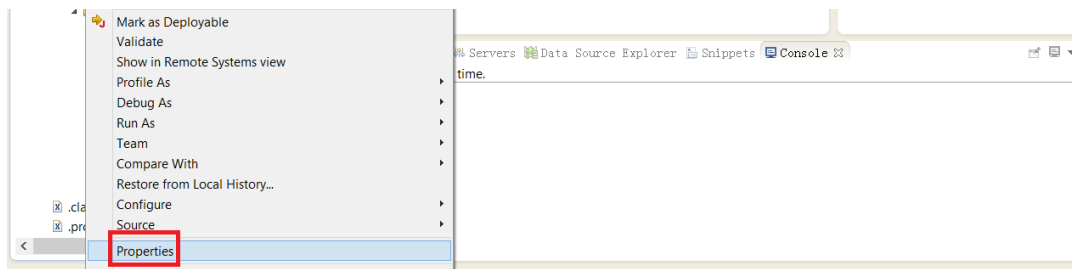 Mark as Deployable
Validate
Show in Remote Systems view
Profile As
Debug As
Run As
Team
Compare With
Restore from Local History...
Configure
Source
Properties
.cla
.pro
Servers Data Source Explorer Snippets Console
time.